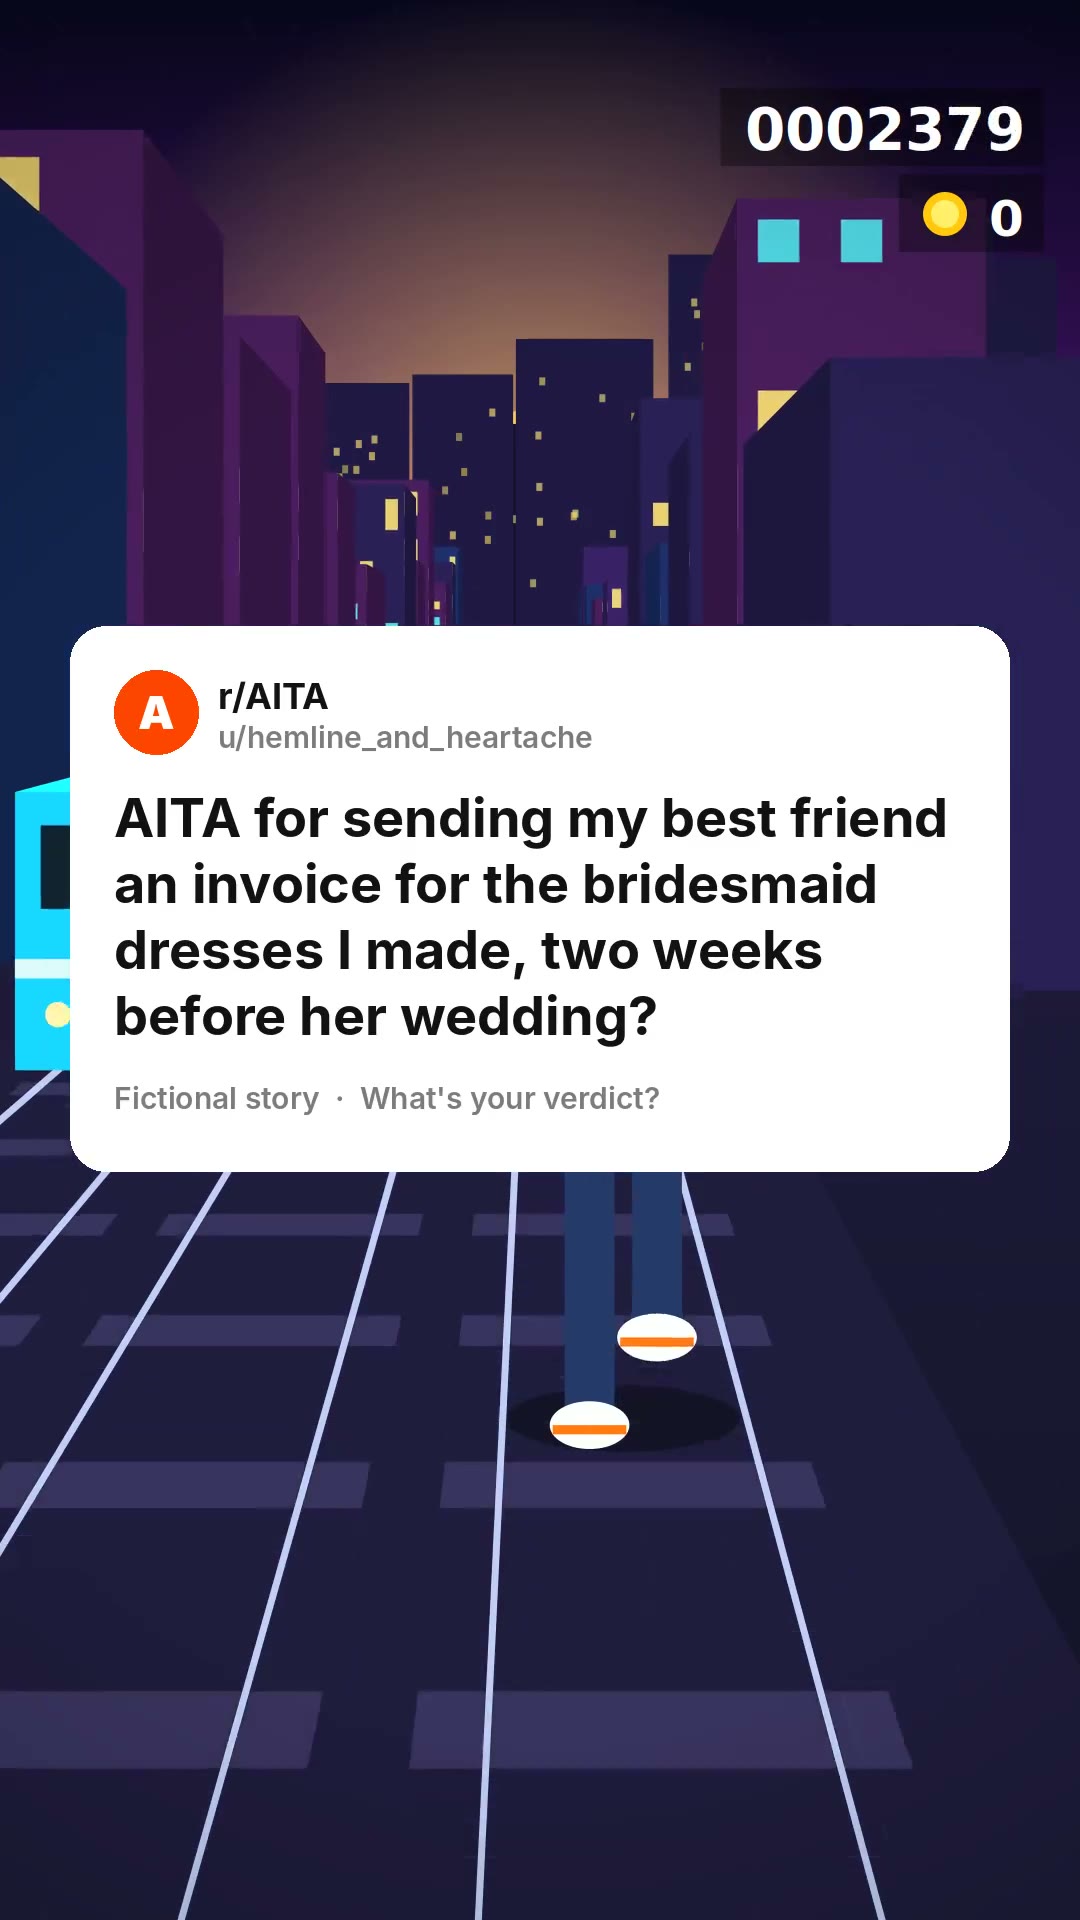 0002379
0
A
r/AITA
u/hemline_and_heartache
AITA for sending my best friend
an invoice for the bridesmaid
dresses I made, two weeks
before her wedding?
Fictional story · What's your verdict?